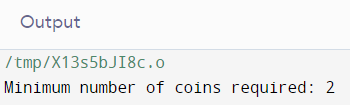 Output
/tmp/X13s5bJI8c.o
Minimum number of coins required: 2